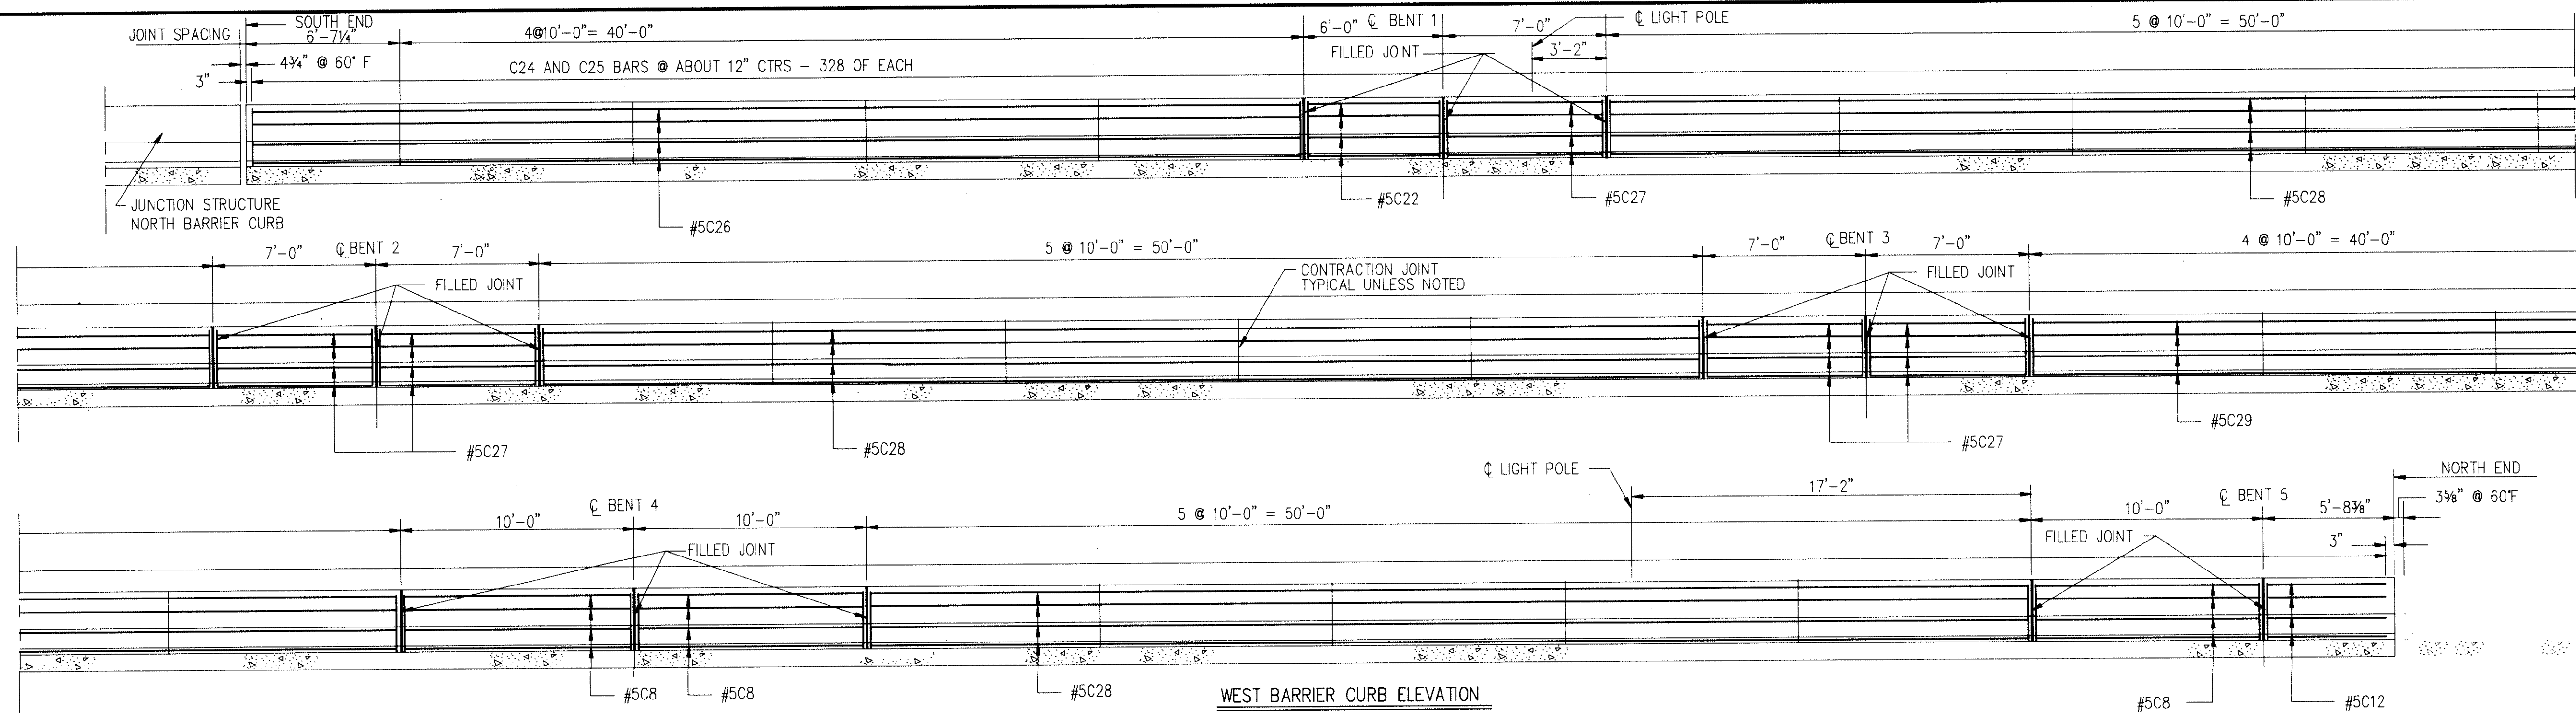 SOUTH END
JOINT SPACING
6'-7¼"
4@10'-0"= 40'-0"
6'-0"
℄ BENT 1
7'-0"
℄ LIGHT POLE
5 @ 10'-0" = 50'-0"
FILLED JOINT
3'-2"
4¾" @ 60° F
C24 AND C25 BARS @ ABOUT 12" CTRS – 328 OF EACH
3"
JUNCTION STRUCTURE
NORTH BARRIER CURB
#5C26
#5C22
#5C27
#5C28
7'-0"
℄ BENT 2
7'-0"
5 @ 10'-0" = 50'-0"
7'-0"
℄ BENT 3
7'-0"
4 @ 10'-0" = 40'-0"
FILLED JOINT
CONTRACTION JOINT
TYPICAL UNLESS NOTED
FILLED JOINT
#5C27
#5C28
#5C27
#5C29
℄ LIGHT POLE
NORTH END
10'-0"
℄ BENT 4
10'-0"
5 @ 10'-0" = 50'-0"
17'-2"
10'-0"
℄ BENT 5
5'-8⅜"
3⅝" @ 60°F
FILLED JOINT
FILLED JOINT
3"
#5C8
#5C8
#5C28
#5C8
#5C12
WEST BARRIER CURB ELEVATION